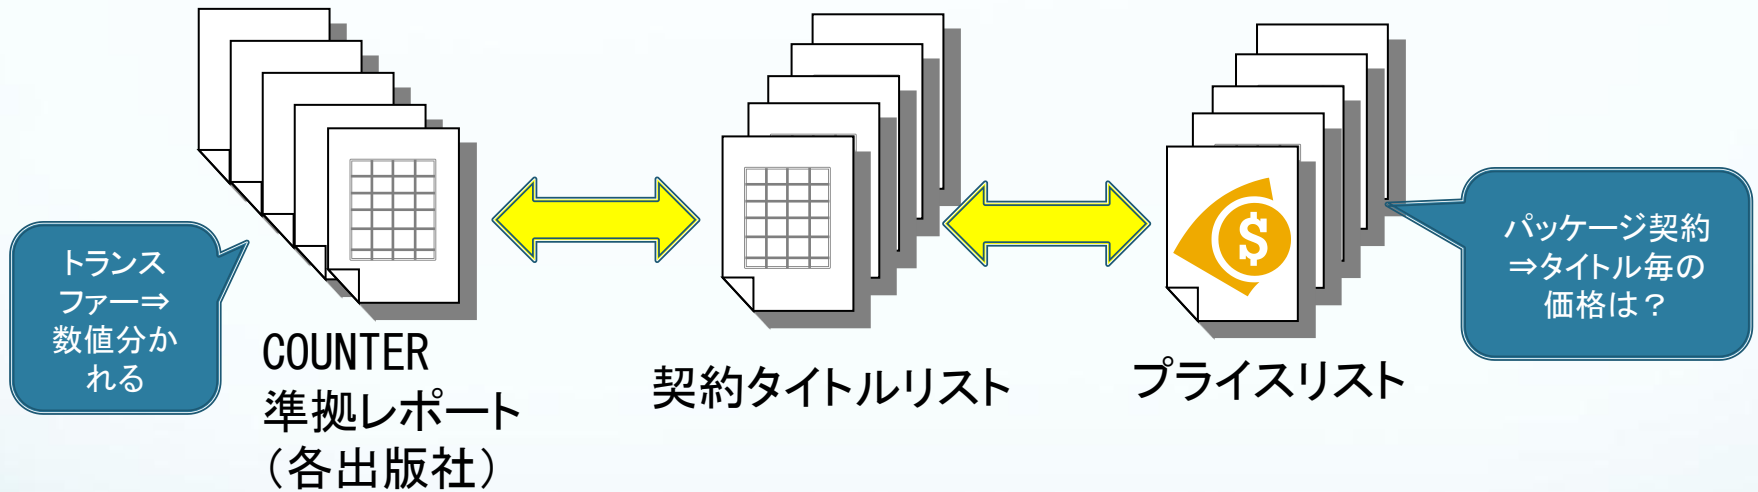 トランス
ファー⇒
数値分か
れる
COUNTER
準拠レポート
（各出版社）
契約タイトルリスト
$
プライスリスト
パッケージ契約
⇒タイトル毎の
価格は？